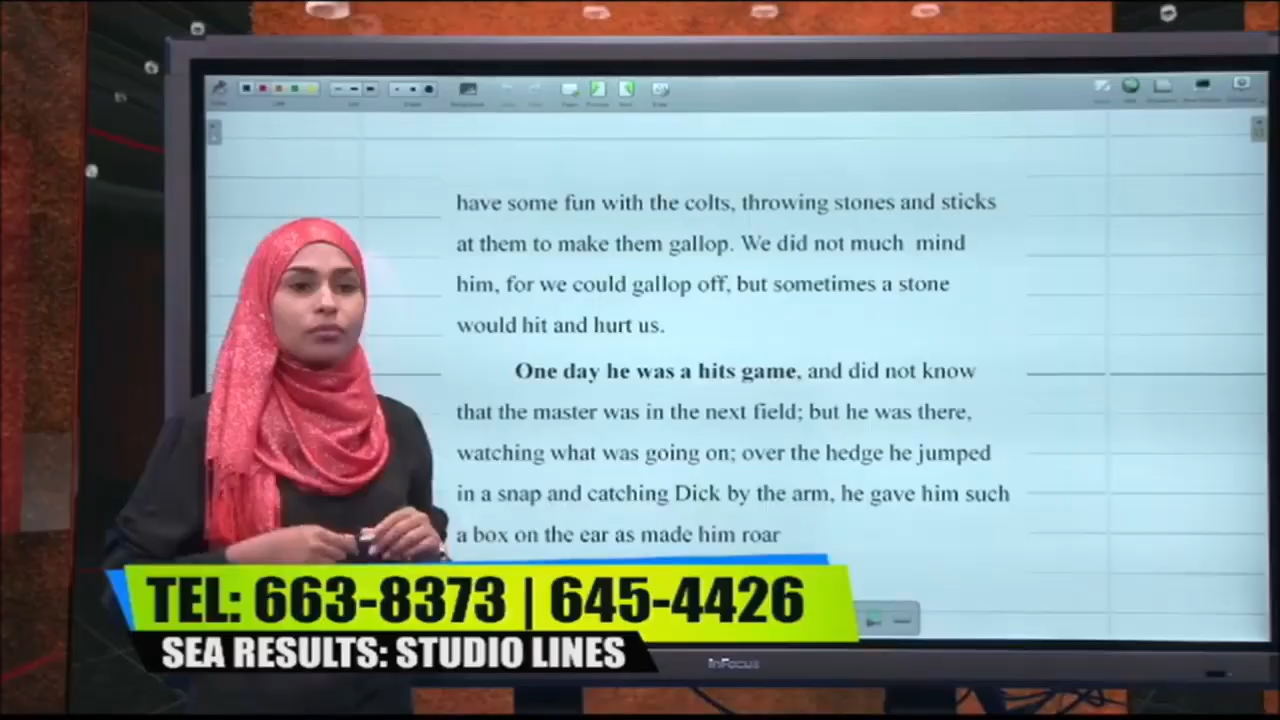 have some fun with the colts, throwing stones and sticks
at them to make them gallop. We did not much mind
him, for we could gallop off, but sometimes a stone
would hit and hurt us.
One day he was a hits game, and did not know
that the master was in the next field; but he was there,
watching what was going on; over the hedge he jumped
in a snap and catching Dick by the arm, he gave him such
a box on the ear as made him roar
TEL: 663-8373 | 645-4426
SEA RESULTS: STUDIO LINES
InFocus